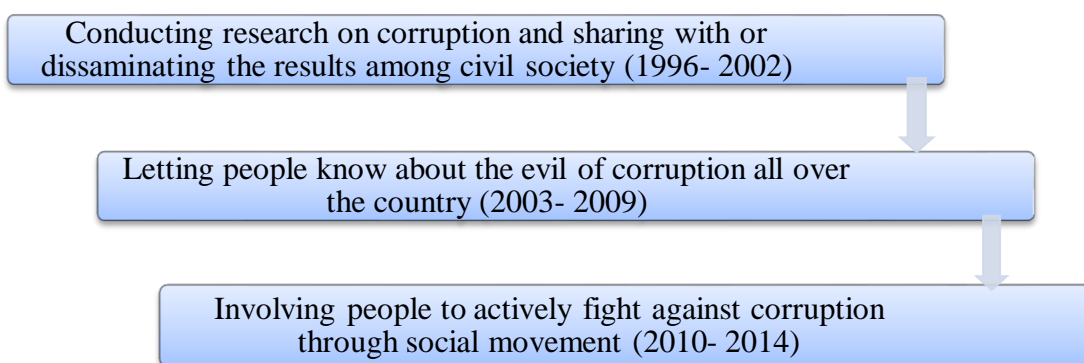 Conducting research on corruption and sharing with or
dissaminating the results among civil society (1996- 2002)
Letting people know about the evil of corruption all over
the country (2003- 2009)
Involving people to actively fight against corruption
through social movement (2010- 2014)